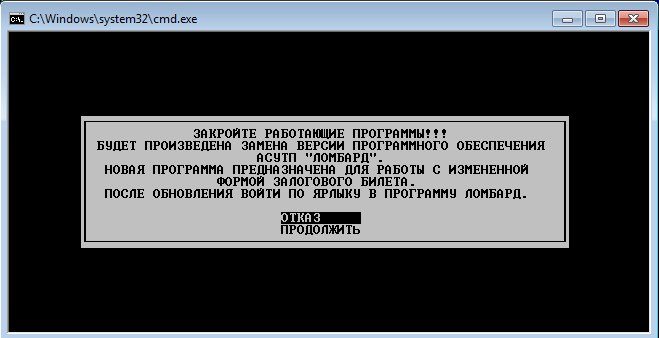 C:\Windows\system32\cmd.exe
ЗАКРОЙТЕ РАБОТАЮЩИЕ ПРОГРАММЫ!!!
БУДЕТ ПРОИЗВЕДЕНА ЗАМЕНА ВЕРСИИ ПРОГРАММНОГО ОБЕСПЕЧЕНИЯ
АСУТП "ЛОМБАРД".
НОВАЯ ПРОГРАММА ПРЕДНАЗНАЧЕНА ДЛЯ РАБОТЫ С ИЗМЕНЕННОЙ
ФОРМОЙ ЗАЛОГОВОГО БИЛЕТА.
ПОСЛЕ ОБНОВЛЕНИЯ ВОЙТИ ПО ЯРЛЫКУ В ПРОГРАММУ ЛОМБАРД.
ОТКАЗ
ПРОДОЛЖИТЬ